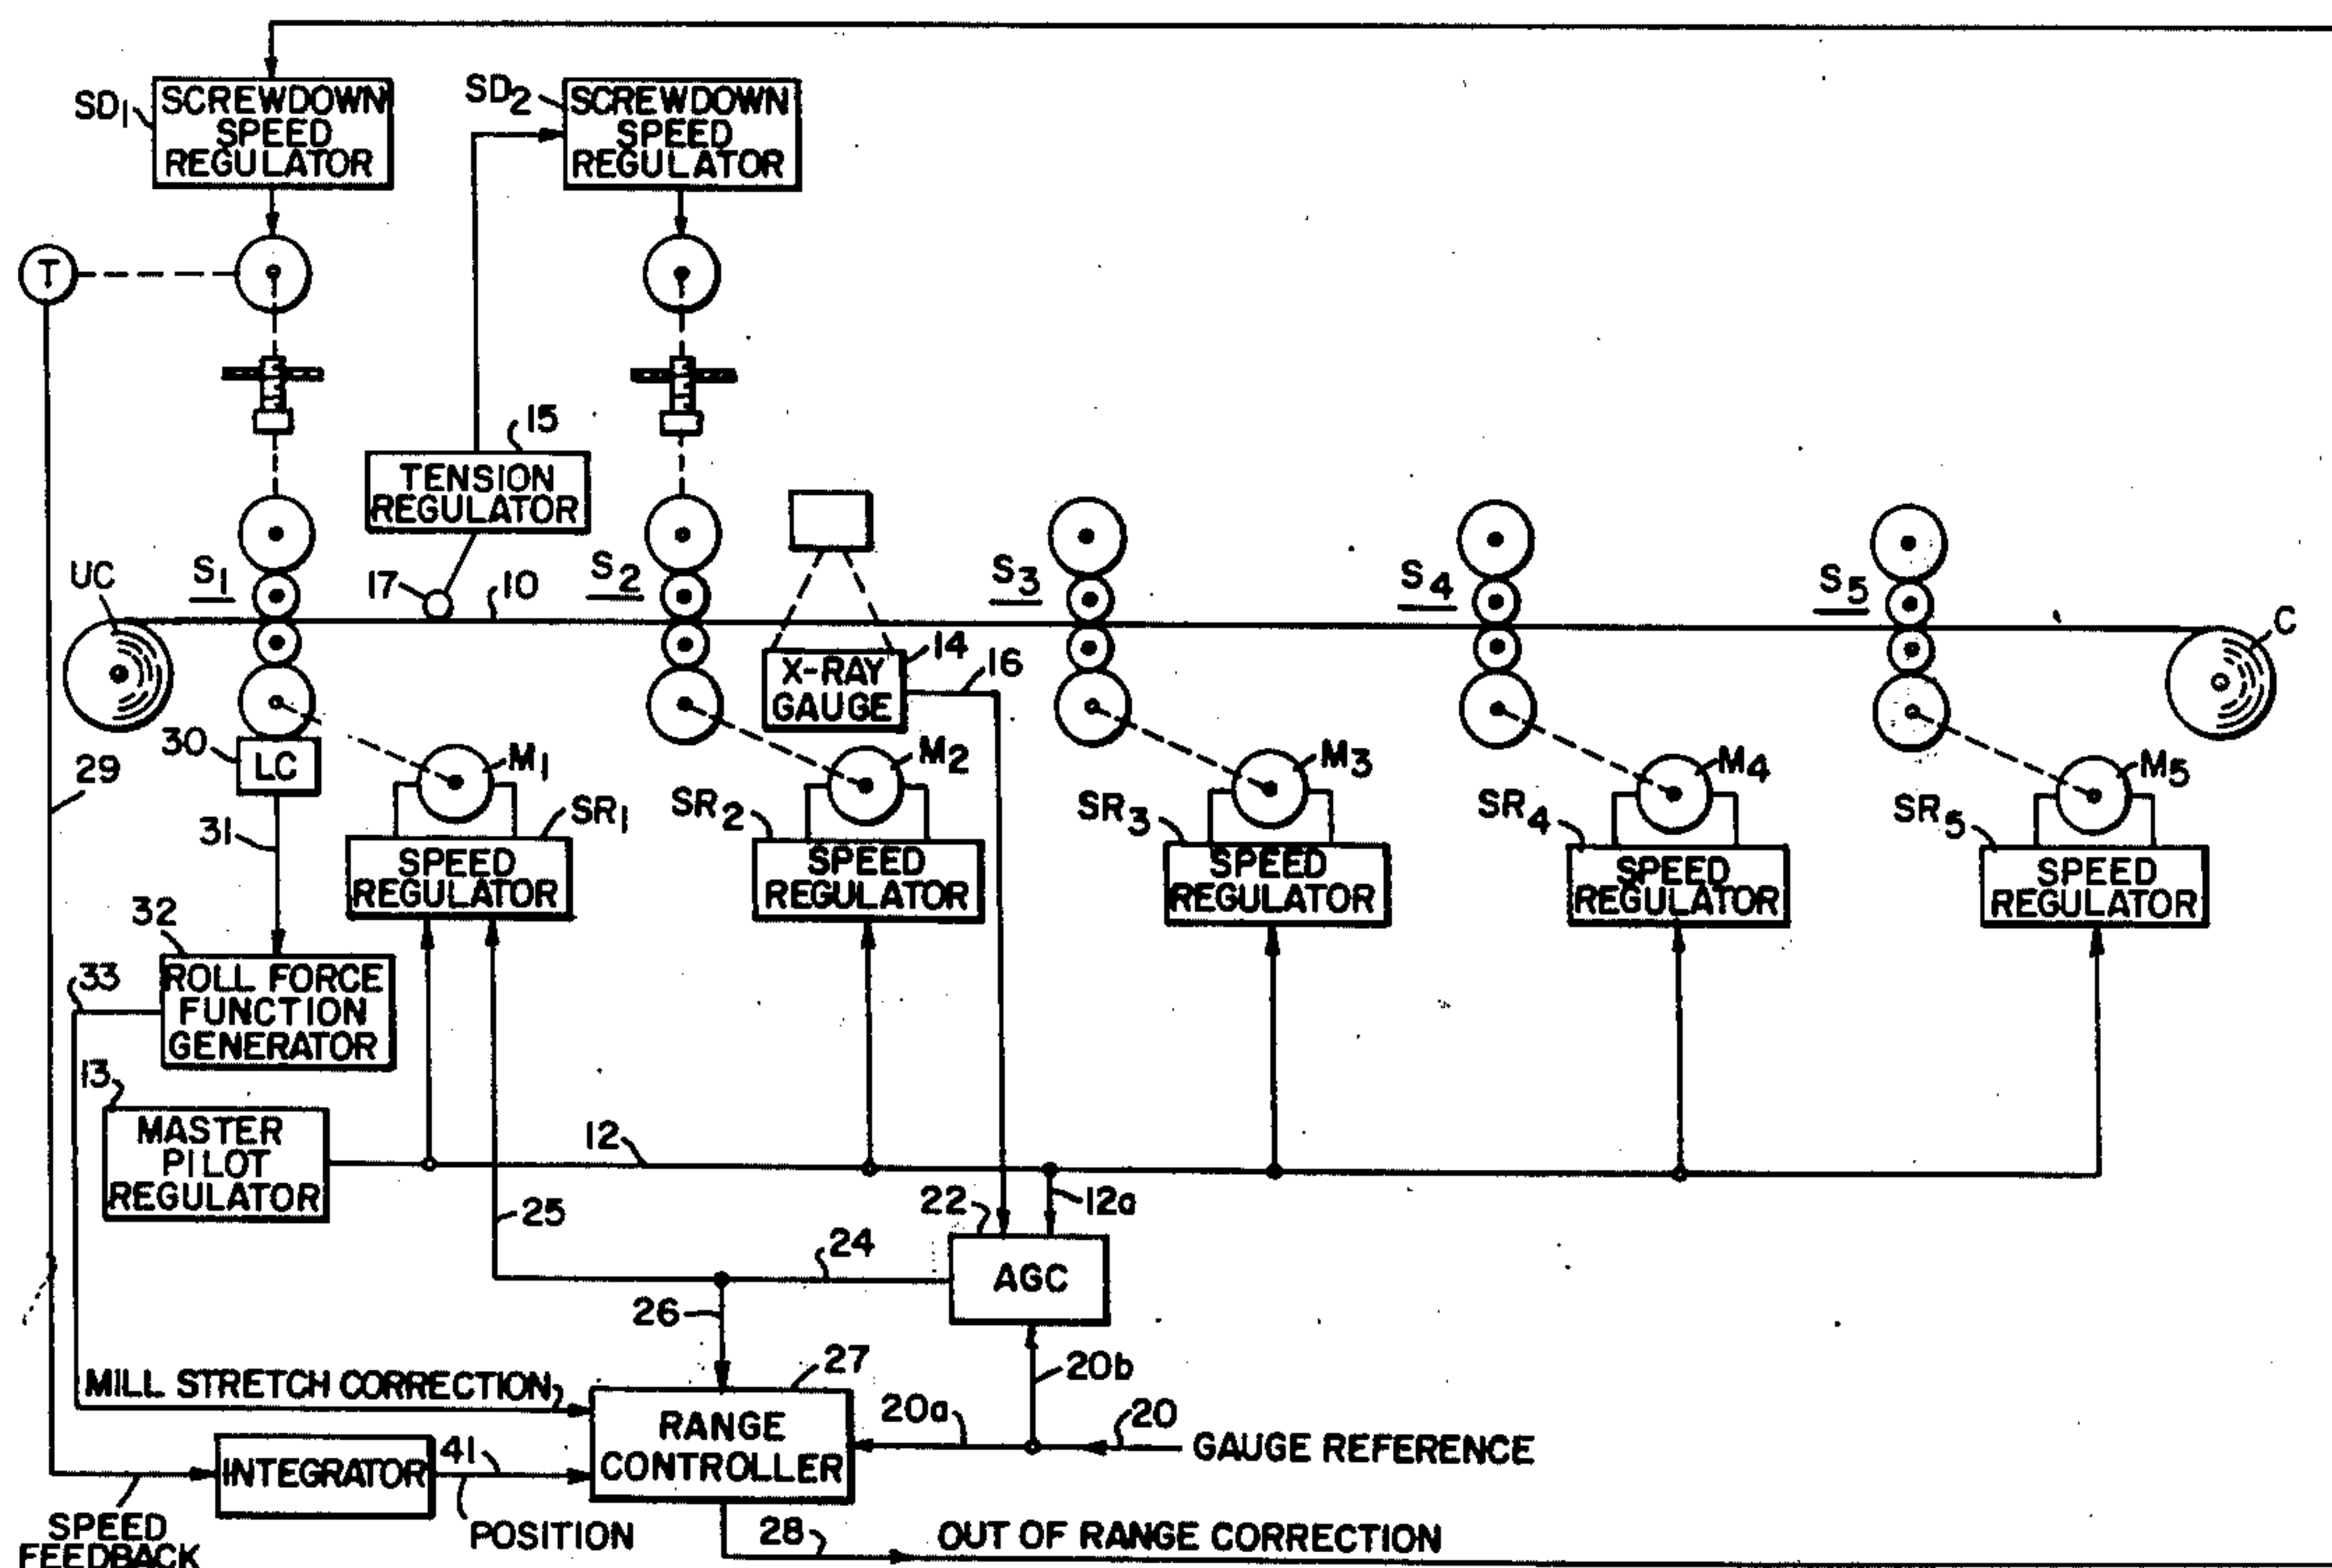 SD1
SCREWDOWN
SPEED
REGULATOR
SD2
SCREWDOWN
SPEED
REGULATOR
T
15
TENSION
REGULATOR
UC
S1
17
10
S2
S3
S4
S5
C
14
16
X-RAY
GAUGE
30
LC
29
M1
M2
M3
M4
M5
31
SR1
SR2
SR3
SR4
SR5
SPEED
REGULATOR
SPEED
REGULATOR
SPEED
REGULATOR
SPEED
REGULATOR
SPEED
REGULATOR
32
33
ROLL FORCE
FUNCTION
GENERATOR
13
MASTER
PILOT
REGULATOR
12
12a
22
25
24
AGC
26
20b
27
MILL STRETCH CORRECTION
RANGE
CONTROLLER
20a
20
GAUGE REFERENCE
INTEGRATOR
41
SPEED
FEEDBACK
POSITION
28
OUT OF RANGE CORRECTION